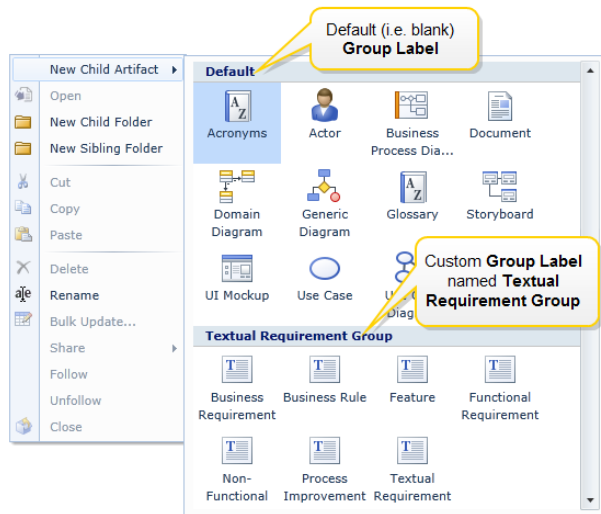 Default (i.e. blank)
Group Label
New Child Artifact
Open
New Child Folder
New Sibling Folder
Cut
Copy
Paste
Delete
Rename
Bulk Update...
Share
Follow
Unfollow
Close
Default
Acronyms
Actor
Business
Process Dia...
Document
Domain
Diagram
Generic
Diagram
Glossary
Storyboard
UI Mockup
Use Case
Custom Group Label
named Textual
Requirement Group
Textual Requirement Group
Business
Requirement
Business Rule
Feature
Functional
Requirement
Non-
Functional
Process
Improvement
Textual
Requirement